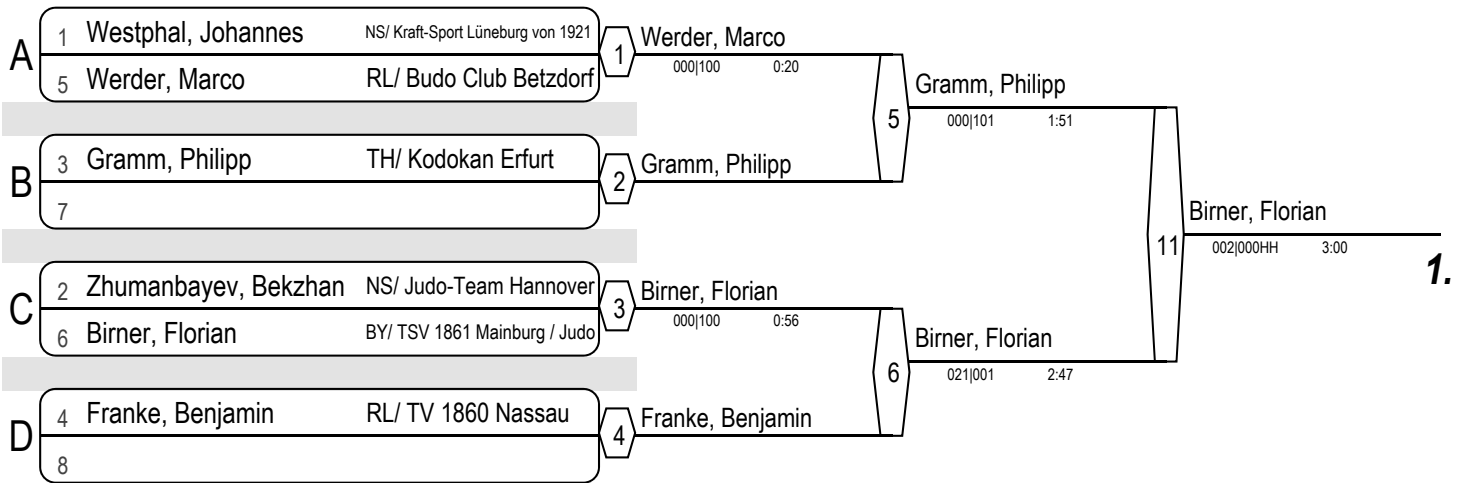 A
1 Westphal, Johannes NS/ Kraft-Sport Lüneburg von 1921
5 Werder, Marco RL/ Budo Club Betzdorf
1
Werder, Marco
000|100 0:20
B
3 Gramm, Philipp TH/ Kodokan Erfurt
7
2
Gramm, Philipp
5
Gramm, Philipp
000|101 1:51
C
2 Zhumanbayev, Bekzhan NS/ Judo-Team Hannover
6 Birner, Florian BY/ TSV 1861 Mainburg / Judo
3
Birner, Florian
000|100 0:56
D
4 Franke, Benjamin RL/ TV 1860 Nassau
8
4
Franke, Benjamin
6
Birner, Florian
021|001 2:47
11
Birner, Florian
002|000HH 3:00
1.